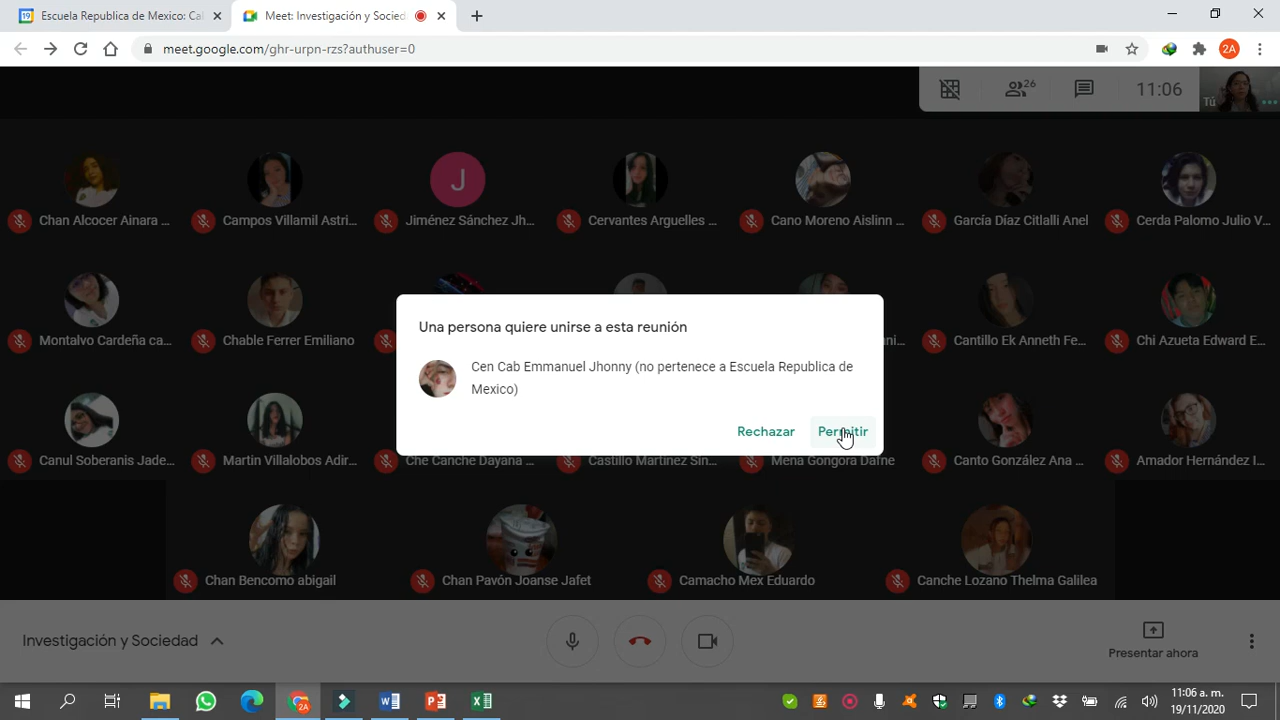 Escuela Republica de Mexico: Cal
Meet: Investigación y Socied
meet.google.com/ghr-urpn-rzs?authuser=0
2A
26
11:06
Tú
J
Chan Alcocer Ainara ...
Campos Villamil Astri...
Jiménez Sánchez Jh...
Cervantes Arguelles ...
Cano Moreno Aislinn ...
García Díaz Citlalli Anel
Cerda Palomo Julio V...
Una persona quiere unirse a esta reunión
Cen Cab Emmanuel Jhonny (no pertenece a Escuela Republica de
Mexico)
Rechazar
Permitir
Montalvo Cardeña ca...
Chable Ferrer Emiliano
Cantillo Ek Anneth Fe...
Chi Azueta Edward E...
Canul Soberanis Jade...
Martin Villalobos Adir...
Che Canche Dayana ...
Castillo Martinez Sin...
Mena Gongora Dafne
Canto González Ana ...
Amador Hernández I...
Chan Bencomo abigail
Chan Pavón Joanse Jafet
Camacho Mex Eduardo
Canche Lozano Thelma Galilea
Investigación y Sociedad
Presentar ahora
11:06 a. m.
19/11/2020